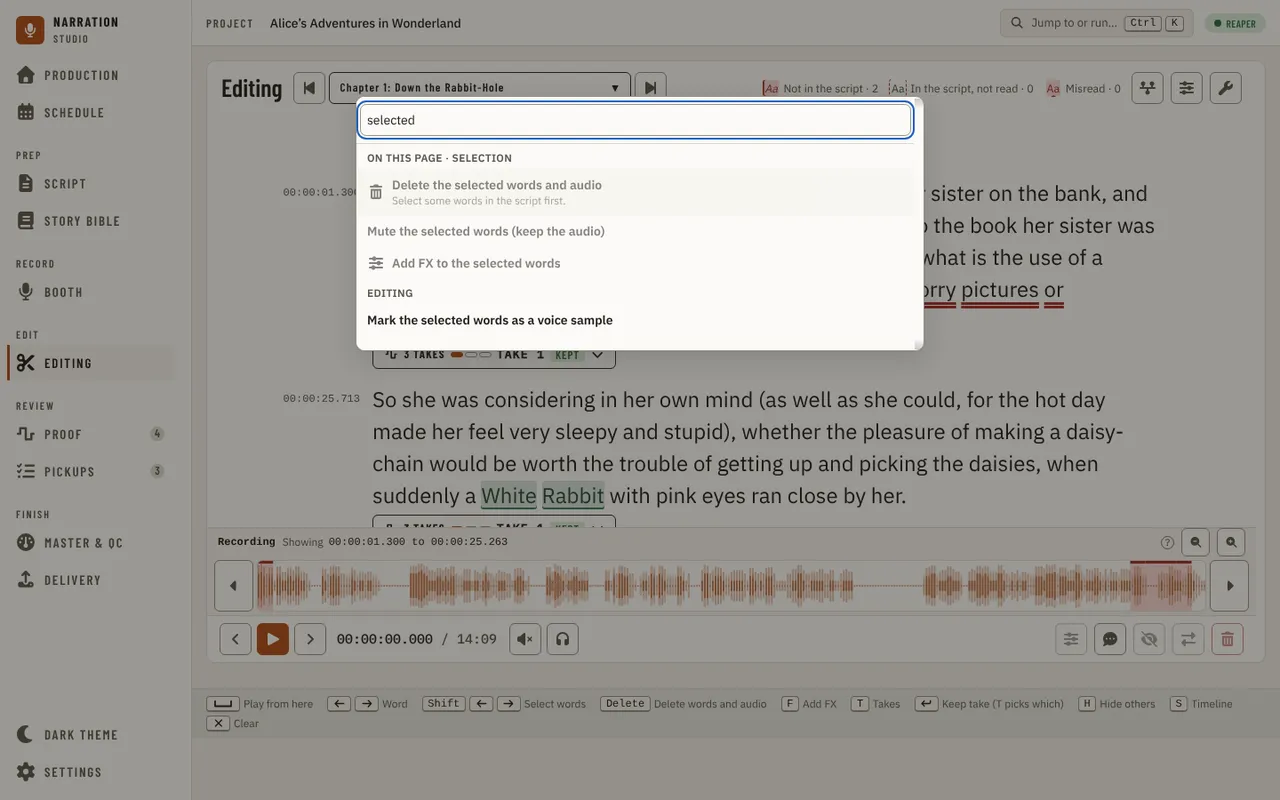 NARRATION
STUDIO
PRODUCTION
SCHEDULE
PREP
SCRIPT
STORY BIBLE
RECORD
BOOTH
EDIT
EDITING
REVIEW
PROOF 4
PICKUPS 3
FINISH
MASTER & QC
DELIVERY
DARK THEME
SETTINGS
PROJECT Alice's Adventures in Wonderland
Jump to or run... Ctrl K
REAPER
Editing
Chapter 1: Down the Rabbit-Hole
Aa Not in the script · 2 Aa In the script, not read · 0 Aa Misread · 0
selected
ON THIS PAGE · SELECTION
Delete the selected words and audio
Select some words in the script first.
Mute the selected words (keep the audio)
Add FX to the selected words
EDITING
Mark the selected words as a voice sample
00:00:01.300
sister on the bank, and
the book her sister was
what is the use of a
pictures or
3 TAKES TAKE 1 KEPT
00:00:25.713
So she was considering in her own mind (as well as she could, for the hot day
made her feel very sleepy and stupid), whether the pleasure of making a daisy-
chain would be worth the trouble of getting up and picking the daisies, when
suddenly a White Rabbit with pink eyes ran close by her.
Recording Showing 00:00:01.300 to 00:00:25.263
00:00:00.000 / 14:09
Play from here Word Shift Select words Delete Delete words and audio F Add FX T Takes Keep take (T picks which) H Hide others S Timeline
Clear